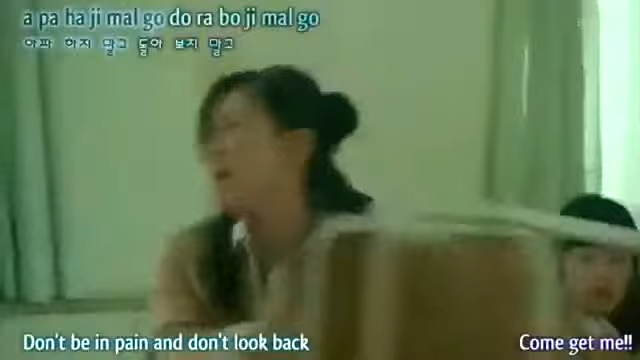 a pa ha ji mal go do ra bo ji mal go
아파 하지 말고 돌아 보지 말고
Don't be in pain and don't look back
Come get me!!